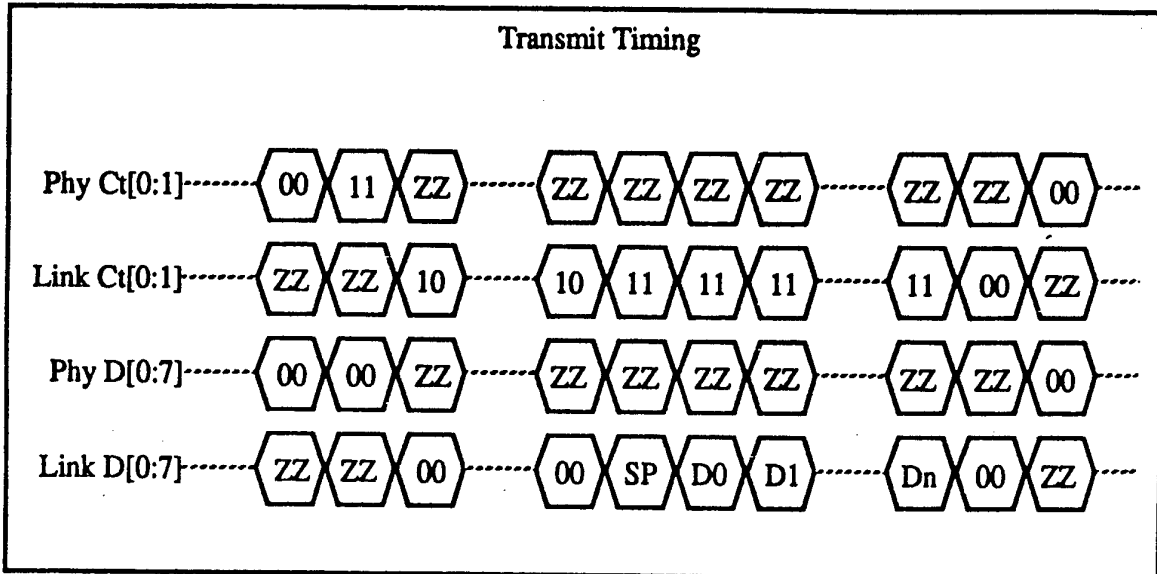 Transmit Timing
Phy Ct[0:1] 00 11 ZZ ZZ ZZ ZZ ZZ ZZ ZZ 00
Link Ct[0:1] ZZ ZZ 10 10 11 11 11 11 00 ZZ
Phy D[0:7] 00 00 ZZ ZZ ZZ ZZ ZZ ZZ ZZ 00
Link D[0:7] ZZ ZZ 00 00 SP D0 D1 Dn 00 ZZ